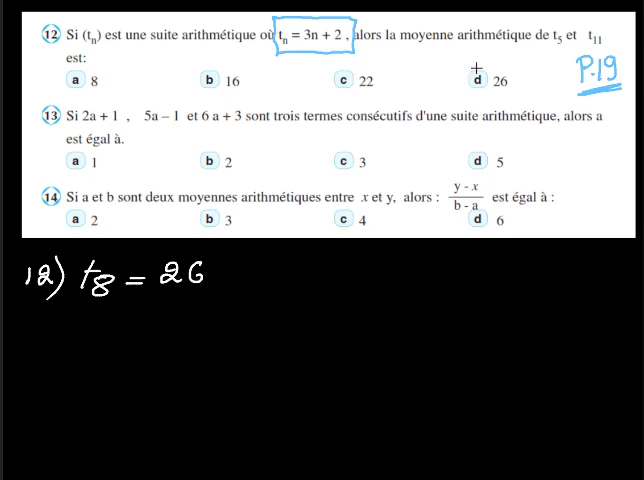 12 Si (tn) est une suite arithmétique où tn = 3n + 2 , alors la moyenne arithmétique de t5 et t11
est:
a 8 b 16 c 22 d 26
P.19
13 Si 2a + 1 , 5a – 1 et 6 a + 3 sont trois termes consécutifs d'une suite arithmétique, alors a
est égal à.
a 1 b 2 c 3 d 5
14 Si a et b sont deux moyennes arithmétiques entre x et y, alors : y - x / b - a est égal à :
a 2 b 3 c 4 d 6
12) t8 = 26